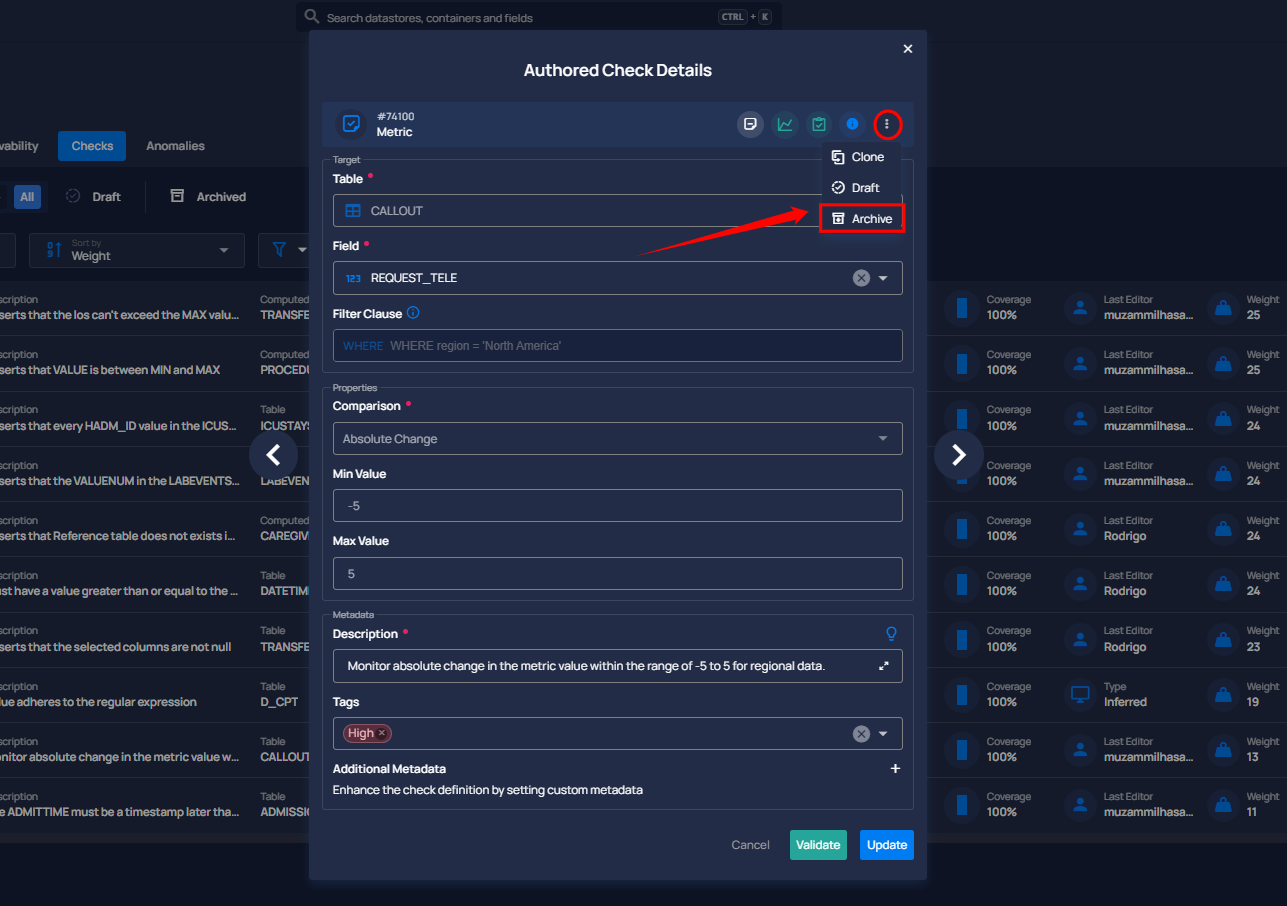 Search datastores, containers and fields CTRL + K
Authored Check Details
#74100
Metric
vability Checks Anomalies
All Draft Archived
Sort by
Weight
Clone
Draft
Archive
Target
Table *
CALLOUT
Field *
123 REQUEST_TELE
Filter Clause
WHERE WHERE region = 'North America'
Properties
Comparison *
Absolute Change
Min Value
-5
Max Value
5
Metadata
Description *
Monitor absolute change in the metric value within the range of -5 to 5 for regional data.
Tags
High
Additional Metadata
Enhance the check definition by setting custom metadata
Cancel Validate Update
scription Computed Coverage Last Editor Weight
serts that the los can't exceed the MAX valu... TRANSFE 100% muzammilhasa... 25
scription Computed Coverage Last Editor Weight
serts that VALUE is between MIN and MAX PROCEDU 100% muzammilhasa... 25
scription Table Coverage Last Editor Weight
serts that every HADM_ID value in the ICUS... ICUSTAYS 100% muzammilhasa... 24
scription Coverage Last Editor Weight
serts that the VALUENUM in the LABEVENTS... LABEVEN 100% muzammilhasa... 24
scription Computed Coverage Last Editor Weight
serts that Reference table does not exists i... CAREGIV 100% Rodrigo 24
scription Table Coverage Last Editor Weight
ust have a value greater than or equal to the ... DATETIM 100% Rodrigo 24
scription Table Coverage Last Editor Weight
serts that the selected columns are not null TRANSFE 100% Rodrigo 23
scription Table Coverage Type Weight
lue adheres to the regular expression D_CPT 100% Inferred 19
scription Table Coverage Last Editor Weight
onitor absolute change in the metric value w... CALLOUT 100% muzammilhasa... 13
scription Table Coverage Last Editor Weight
e ADMITTIME must be a timestamp later tha... ADMISSIO 100% muzammilhasa... 11